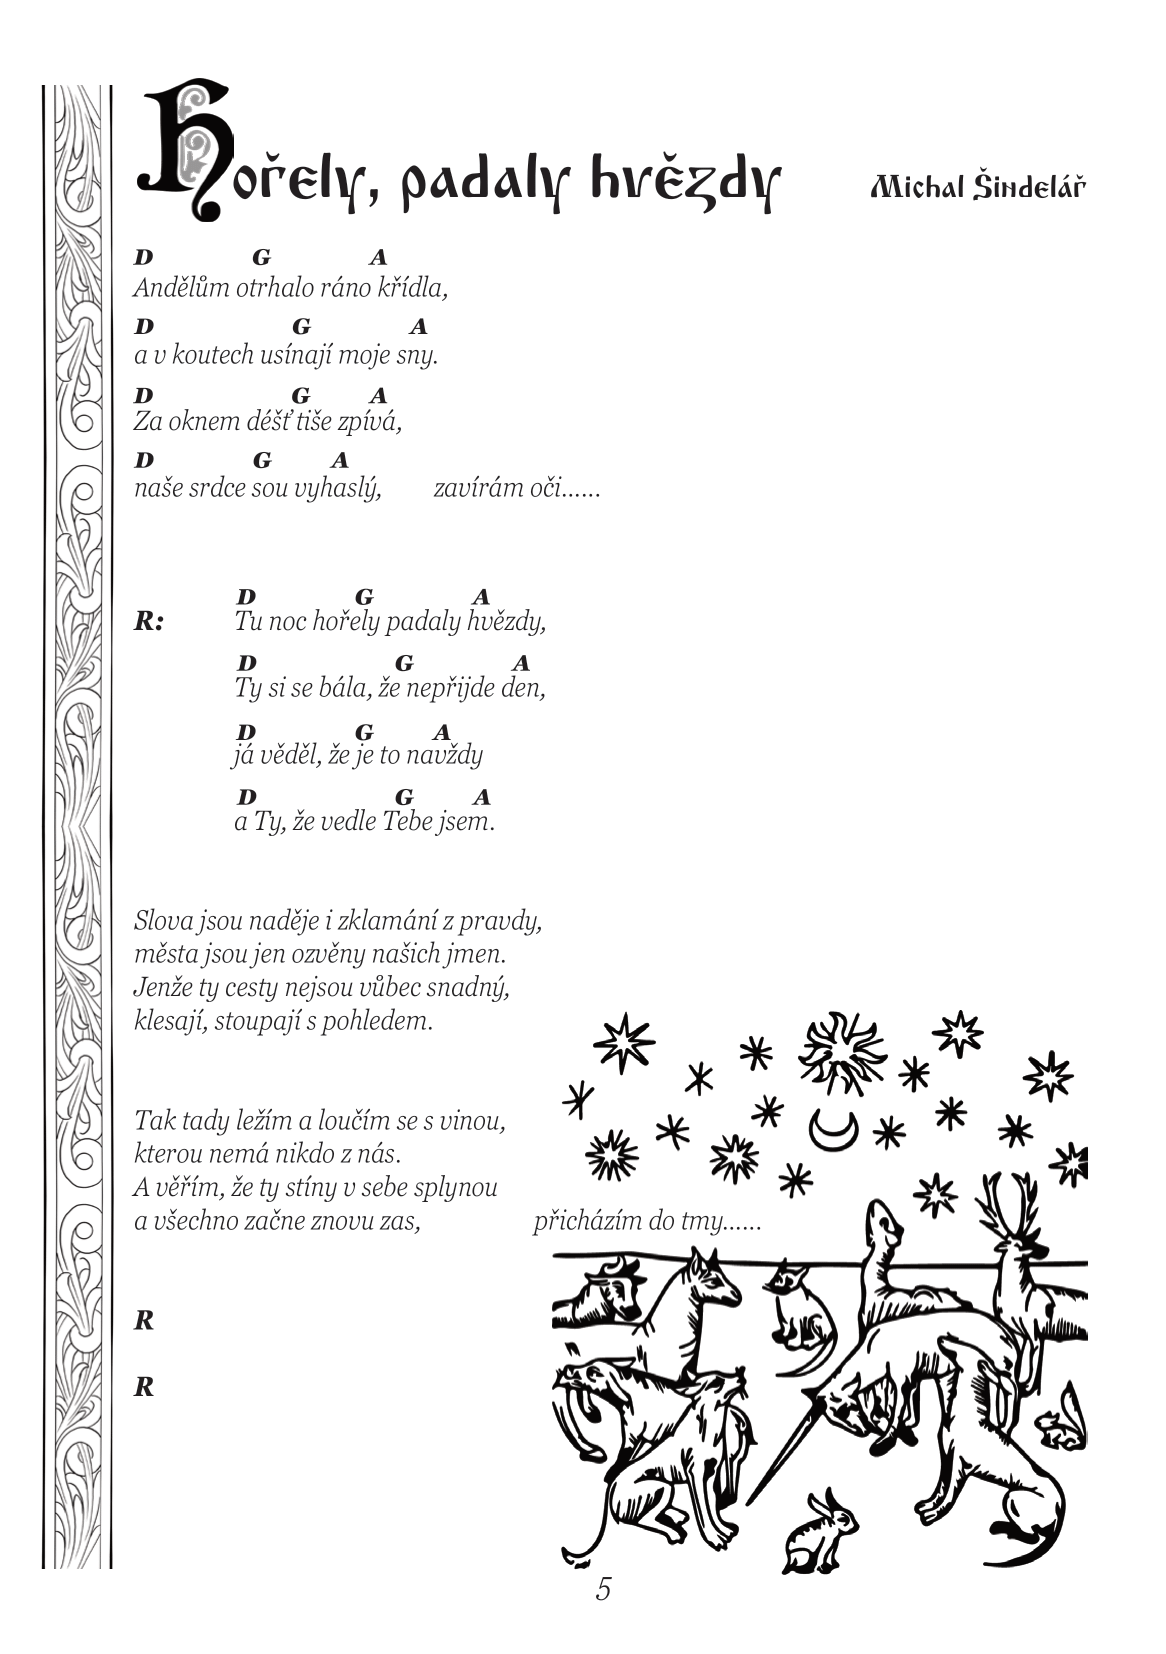 Hořely, padaly hvězdy Michal Šindelář
D G A
Andělům otrhalo ráno křídla,
D G A
a v koutech usínají moje sny.
D G A
Za oknem déšť tiše zpívá,
D G A
naše srdce sou vyhaslý, zavírám oči......
D G A
R: Tu noc hořely padaly hvězdy,
D G A
Ty si se bála, že nepřijde den,
D G A
já věděl, že je to navždy
D G A
a Ty, že vedle Tebe jsem.
Slova jsou naděje i zklamání z pravdy,
města jsou jen ozvěny našich jmen.
Jenže ty cesty nejsou vůbec snadný,
klesají, stoupají s pohledem.
Tak tady ležím a loučím se s vinou,
kterou nemá nikdo z nás.
A věřím, že ty stíny v sebe splynou
a všechno začne znovu zas, přicházím do tmy......
R
R
5